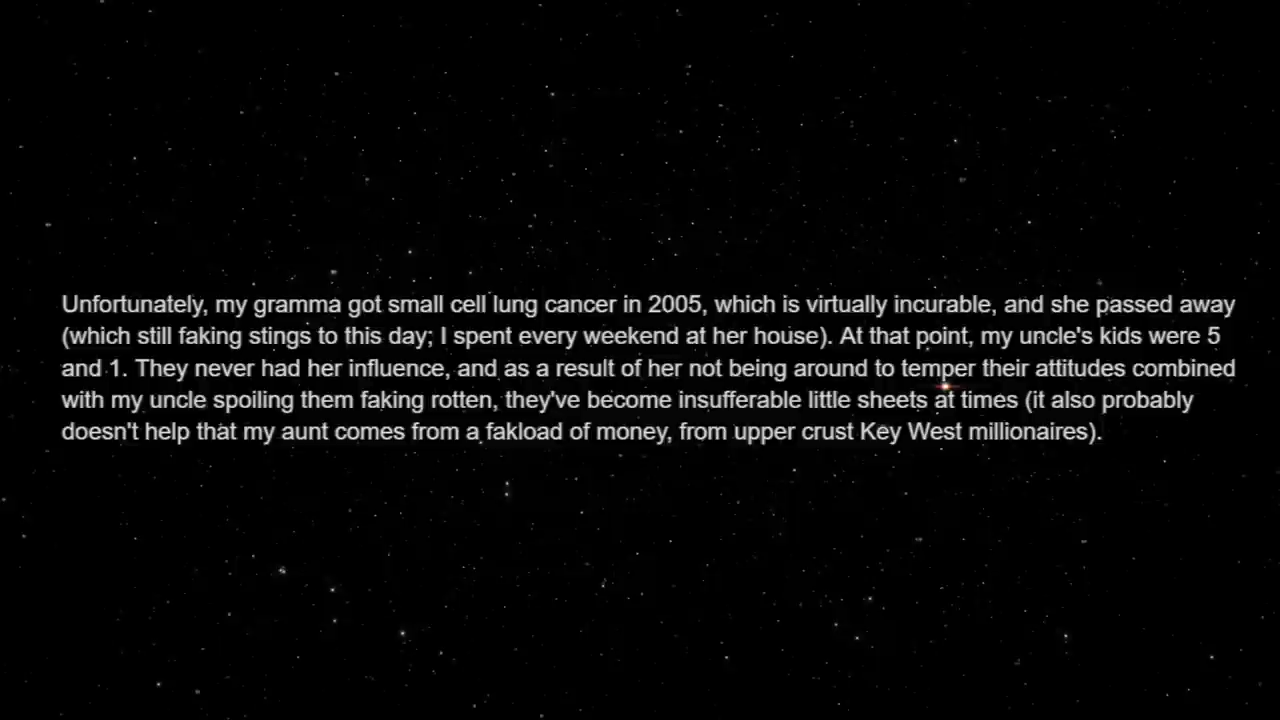 Unfortunately, my gramma got small cell lung cancer in 2005, which is virtually incurable, and she passed away
(which still faking stings to this day; I spent every weekend at her house). At that point, my uncle's kids were 5
and 1. They never had her influence, and as a result of her not being around to temper their attitudes combined
with my uncle spoiling them faking rotten, they've become insufferable little sheets at times (it also probably
doesn't help that my aunt comes from a fakload of money, from upper crust Key West millionaires).